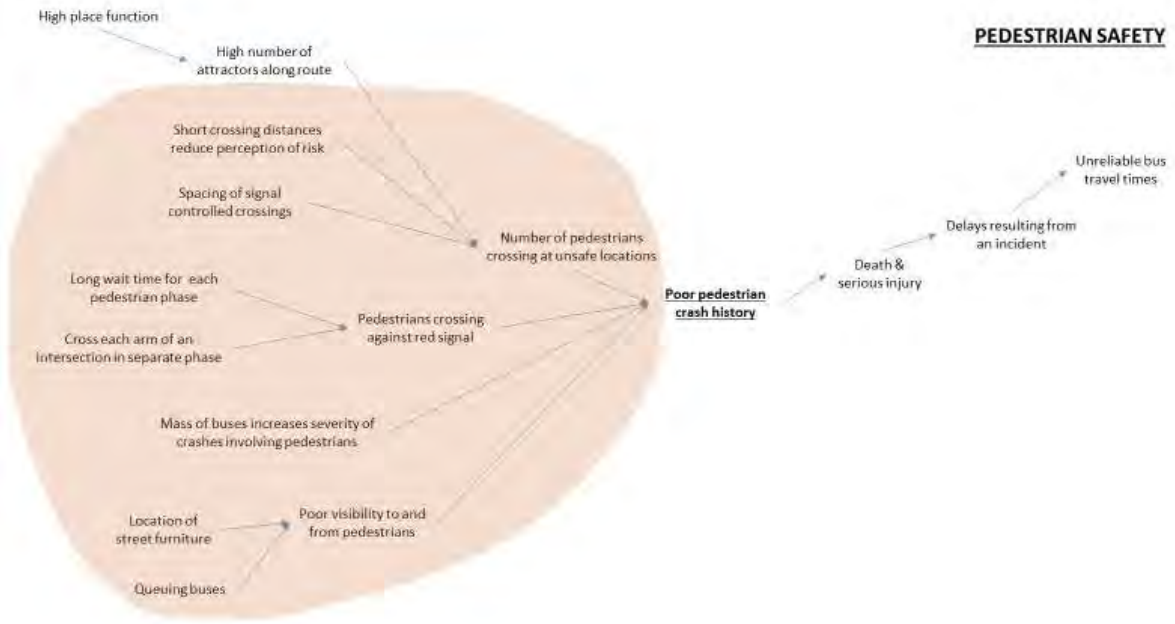 High place function
PEDESTRIAN SAFETY
High number of
attractors along route
Short crossing distances
reduce perception of risk
Spacing of signal
controlled crossings
Number of pedestrians
crossing at unsafe locations
Long wait time for each
pedestrian phase
Cross each arm of an
intersection in separate phase
Pedestrians crossing
against red signal
Mass of buses increases severity of
crashes involving pedestrians
Location of
street furniture
Queuing buses
Poor visibility to and
from pedestrians
Poor pedestrian
crash history
Death &
serious injury
Delays resulting from
an incident
Unreliable bus
travel times